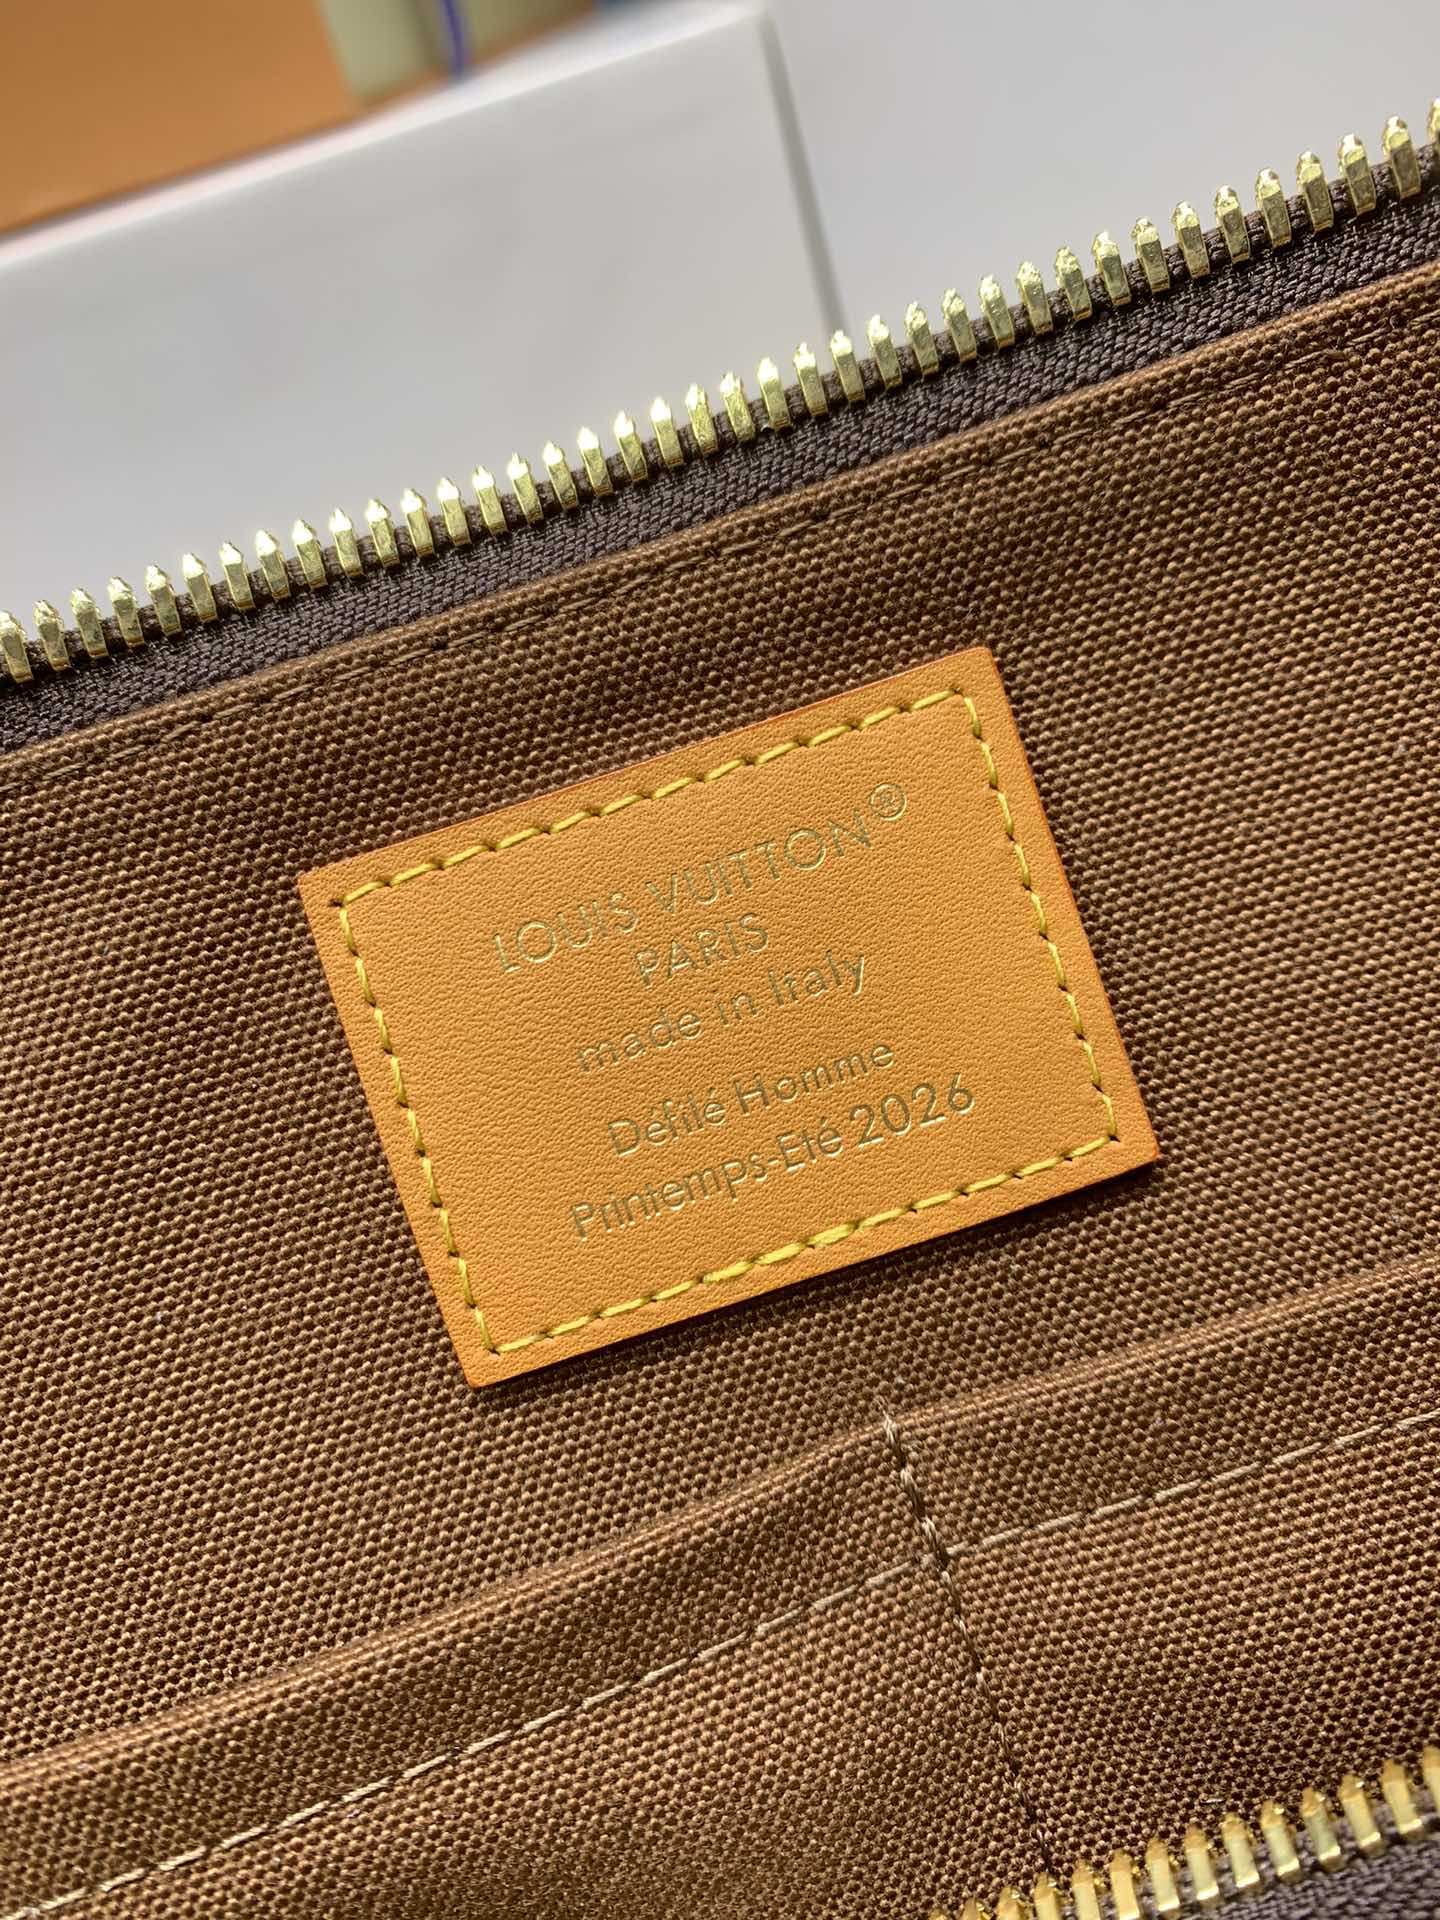 LOUIS VUITTON®
PARIS
made in Italy
Défilé Homme
Printemps-Eté 2026